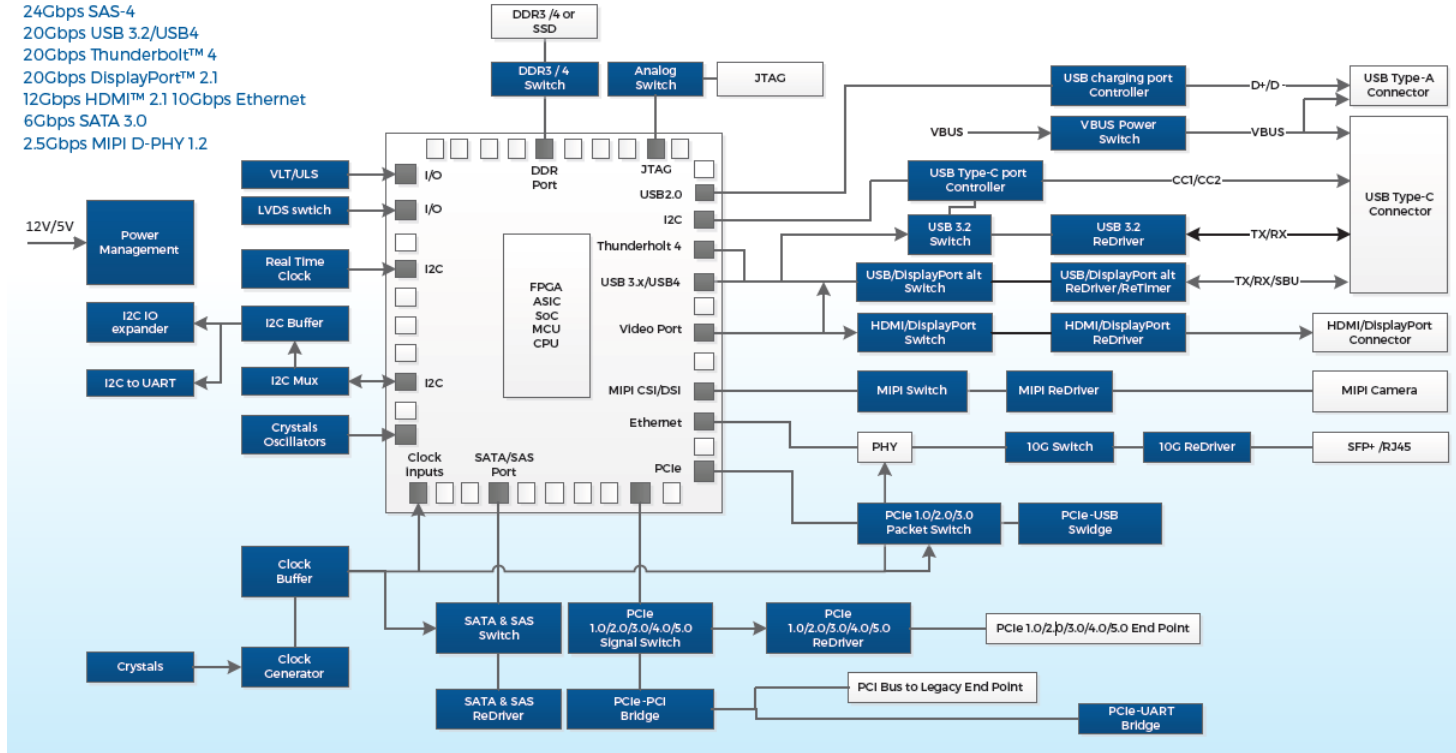 24Gbps SAS-4
20Gbps USB 3.2/USB4
20Gbps Thunderbolt™ 4
20Gbps DisplayPort™ 2.1
12Gbps HDMI™ 2.1 10Gbps Ethernet
6Gbps SATA 3.0
2.5Gbps MIPI D-PHY 1.2
DDR3 /4 or
SSD
DDR3 / 4
Switch
Analog
Switch
JTAG
USB charging port
Controller
D+/D -
USB Type-A
Connector
VBUS
VBUS Power
Switch
VBUS
USB Type-C port
Controller
CC1/CC2
USB Type-C
Connector
USB 3.2
Switch
USB 3.2
ReDriver
TX/RX
USB/DisplayPort alt
Switch
USB/DisplayPort alt
ReDriver/ReTimer
TX/RX/SBU
HDMI/DisplayPort
Switch
HDMI/DisplayPort
ReDriver
HDMI/DisplayPort
Connector
MIPI Switch
MIPI ReDriver
MIPI Camera
PHY
10G Switch
10G ReDriver
SFP+ /RJ45
PCIe 1.0/2.0/3.0
Packet Switch
PCIe-USB
Swidge
VLT/ULS
LVDS swtich
12V/5V
Power
Management
Real Time
Clock
I2C IO
expander
I2C Buffer
I2C to UART
I2C Mux
Crystals
Oscillators
I/O
I/O
I2C
I2C
DDR
Port
JTAG
USB2.0
I2C
Thunderholt 4
USB 3.x/USB4
Video Port
MIPI CSI/DSI
Ethernet
PCIe
FPGA
ASIC
SoC
MCU
CPU
Clock
Inputs
SATA/SAS
Port
Clock
Buffer
Crystals
Clock
Generator
SATA & SAS
Switch
SATA & SAS
ReDriver
PCIe
1.0/2.0/3.0/4.0/5.0
Signal Switch
PCIe
1.0/2.0/3.0/4.0/5.0
ReDriver
PCIe 1.0/2.0/3.0/4.0/5.0 End Point
PCIe-PCI
Bridge
PCI Bus to Legacy End Point
PCIe-UART
Bridge